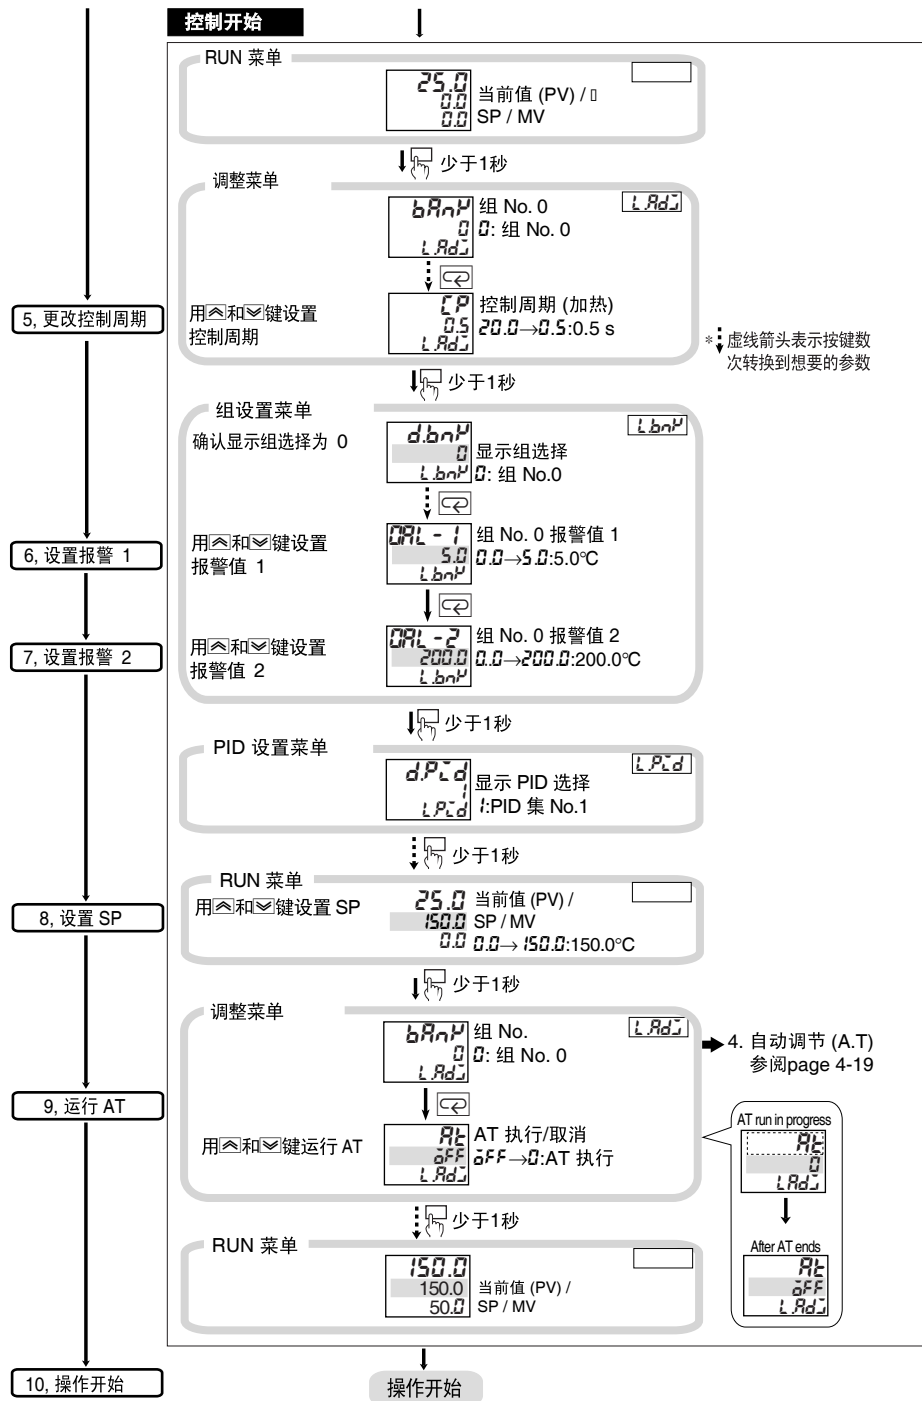 控制开始
RUN 菜单
25.0
0.0
0.0
当前值 (PV) /
SP / MV
少于1秒
调整菜单
L.Adj
bAnK
0
L.Adj
组 No. 0
0: 组 No. 0
5, 更改控制周期
用和键设置
控制周期
CP
0.5
L.Adj
控制周期 (加热)
20.0→0.5:0.5 s
*虚线箭头表示按键数
次转换到想要的参数
少于1秒
组设置菜单
L.bnK
确认显示组选择为 0
d.bnK
0
L.bnK
显示组选择
0: 组 No.0
6, 设置报警 1
用和键设置
报警值 1
0AL-1
5.0
L.bnK
组 No. 0 报警值 1
0.0→5.0:5.0°C
7, 设置报警 2
用和键设置
报警值 2
0AL-2
200.0
L.bnK
组 No. 0 报警值 2
0.0→200.0:200.0°C
少于1秒
PID 设置菜单
L.Pid
d.Pid
1
L.Pid
显示 PID 选择
1:PID 集 No.1
少于1秒
RUN 菜单
8, 设置 SP
用和键设置 SP
25.0
150.0
0.0
当前值 (PV) /
SP / MV
0.0→150.0:150.0°C
少于1秒
调整菜单
L.Adj
bAnK
0
L.Adj
组 No.
0: 组 No. 0
4. 自动调节 (A.T)
参阅page 4-19
9, 运行 AT
用和键运行 AT
At
oFF
L.Adj
AT 执行/取消
oFF→0:AT 执行
AT run in progress
At
0
L.Adj
After AT ends
At
oFF
L.Adj
少于1秒
RUN 菜单
150.0
150.0
50.0
当前值 (PV) /
SP / MV
10, 操作开始
操作开始